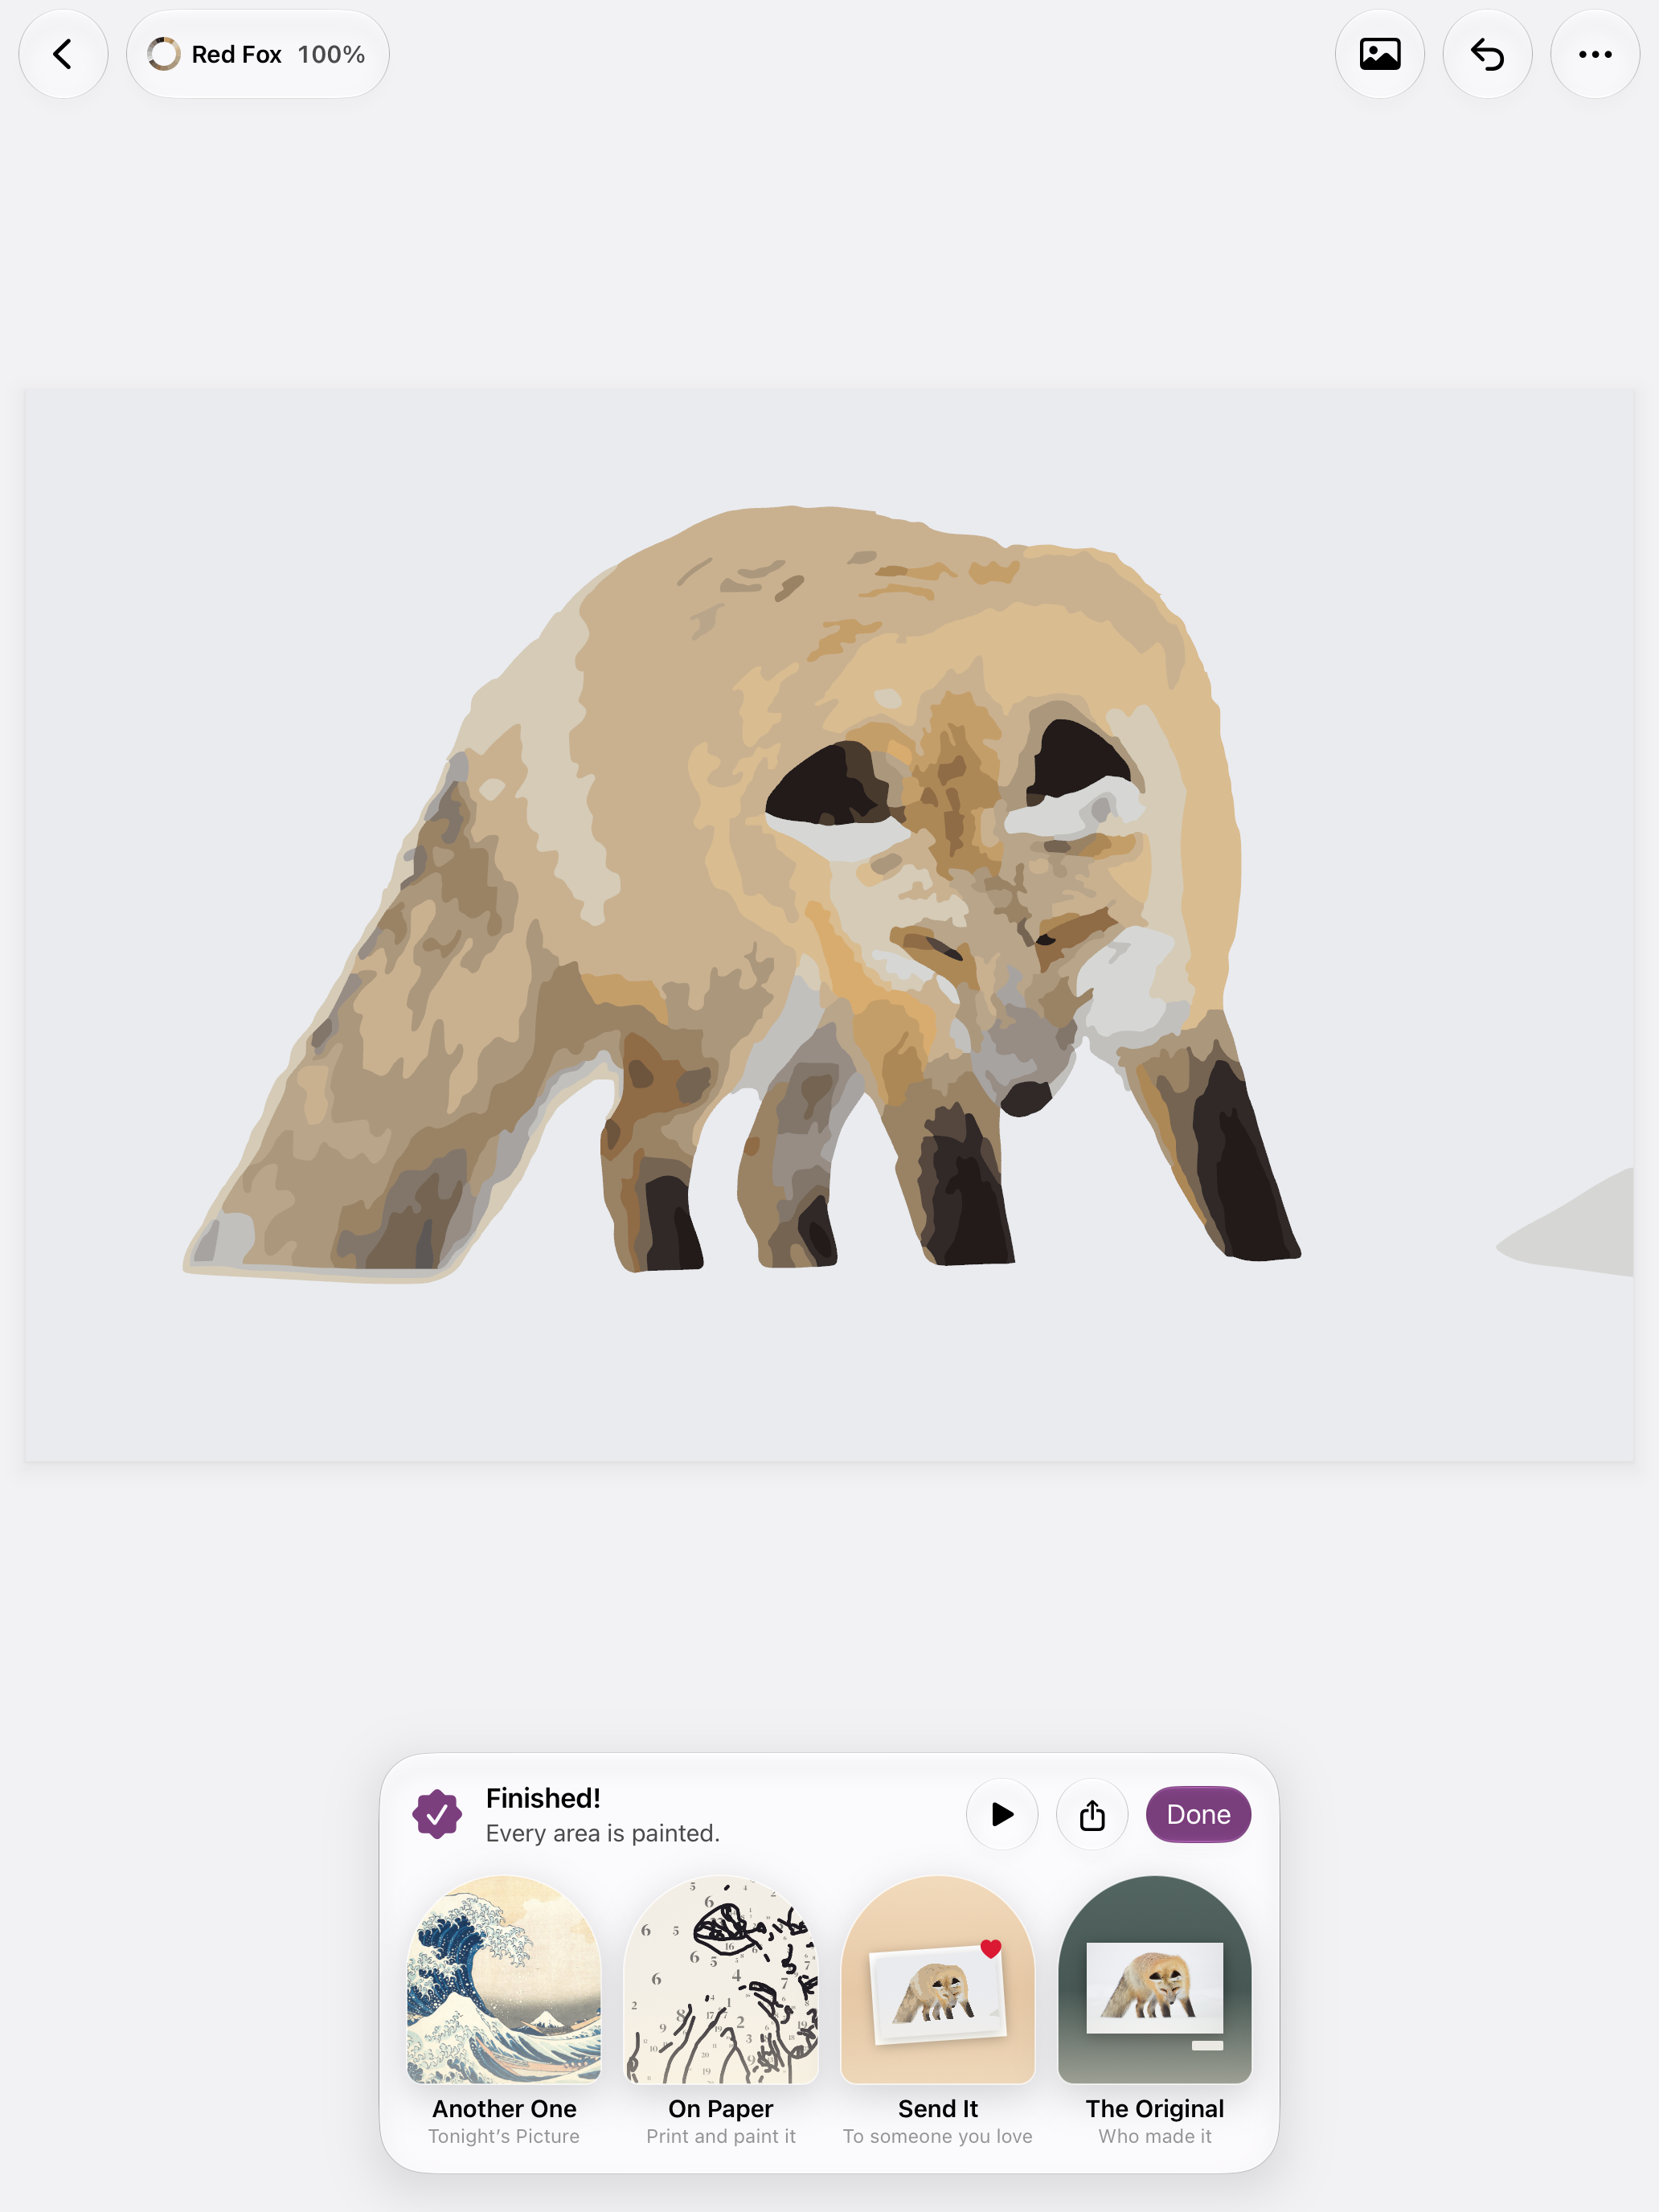 Red Fox 100%
Finished!
Every area is painted.
Done
Another One
Tonight's Picture
On Paper
Print and paint it
Send It
To someone you love
The Original
Who made it